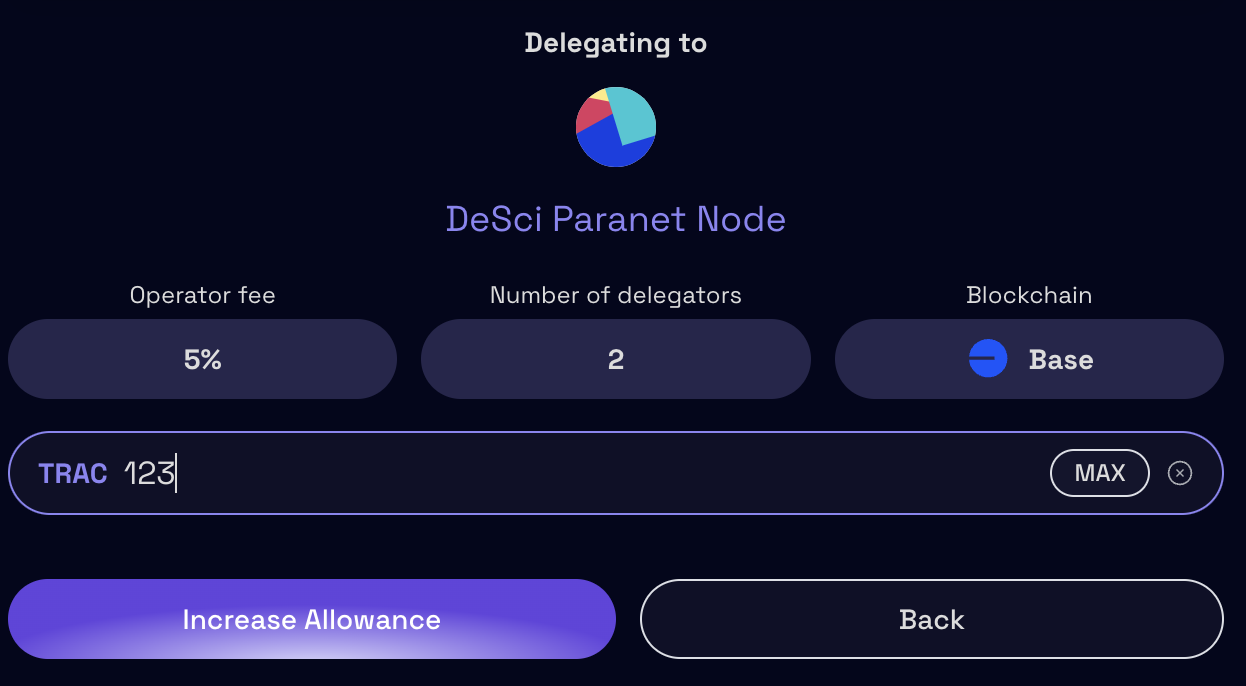 Delegating to
DeSci Paranet Node
Operator fee Number of delegators Blockchain
5% 2 Base
TRAC 123 MAX
Increase Allowance Back